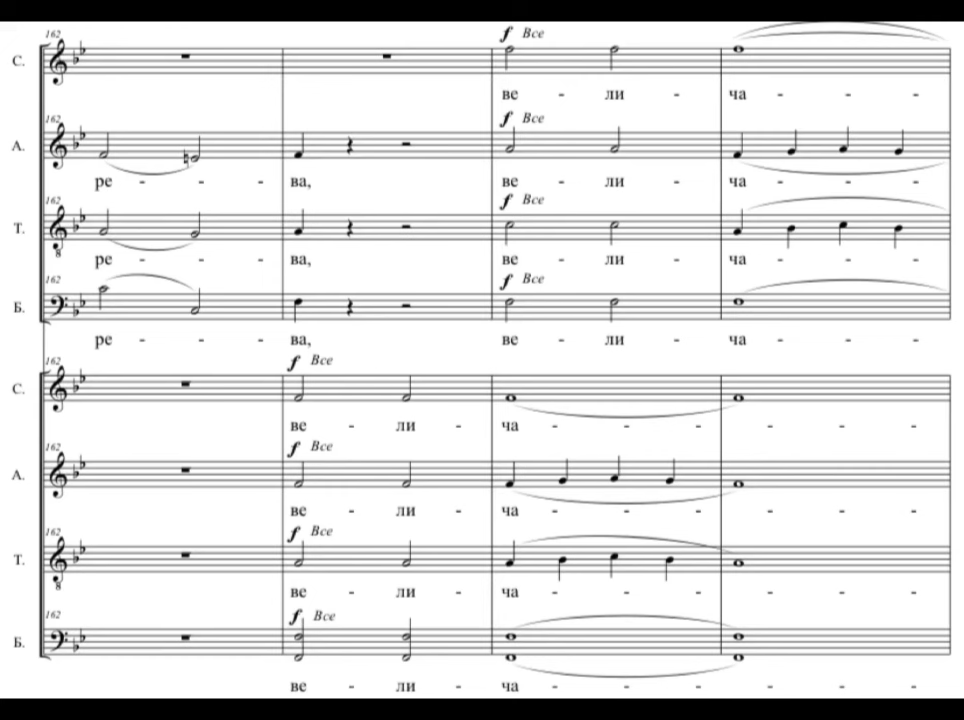 162
f Все
С.
ве - ли - ча - - -
162
f Все
А.
ре - - - ва, ве - ли - ча - - -
162
f Все
Т.
8
ре - - - ва, ве - ли - ча - - -
162
f Все
Б.
ре - - - ва, ве - ли - ча - - -
162
f Все
С.
ве - ли - ча - - - - - -
162
f Все
А.
ве - ли - ча - - - - - -
162
f Все
Т.
8
ве - ли - ча - - - - - -
162
f Все
Б.
ве - ли - ча - - - - - -